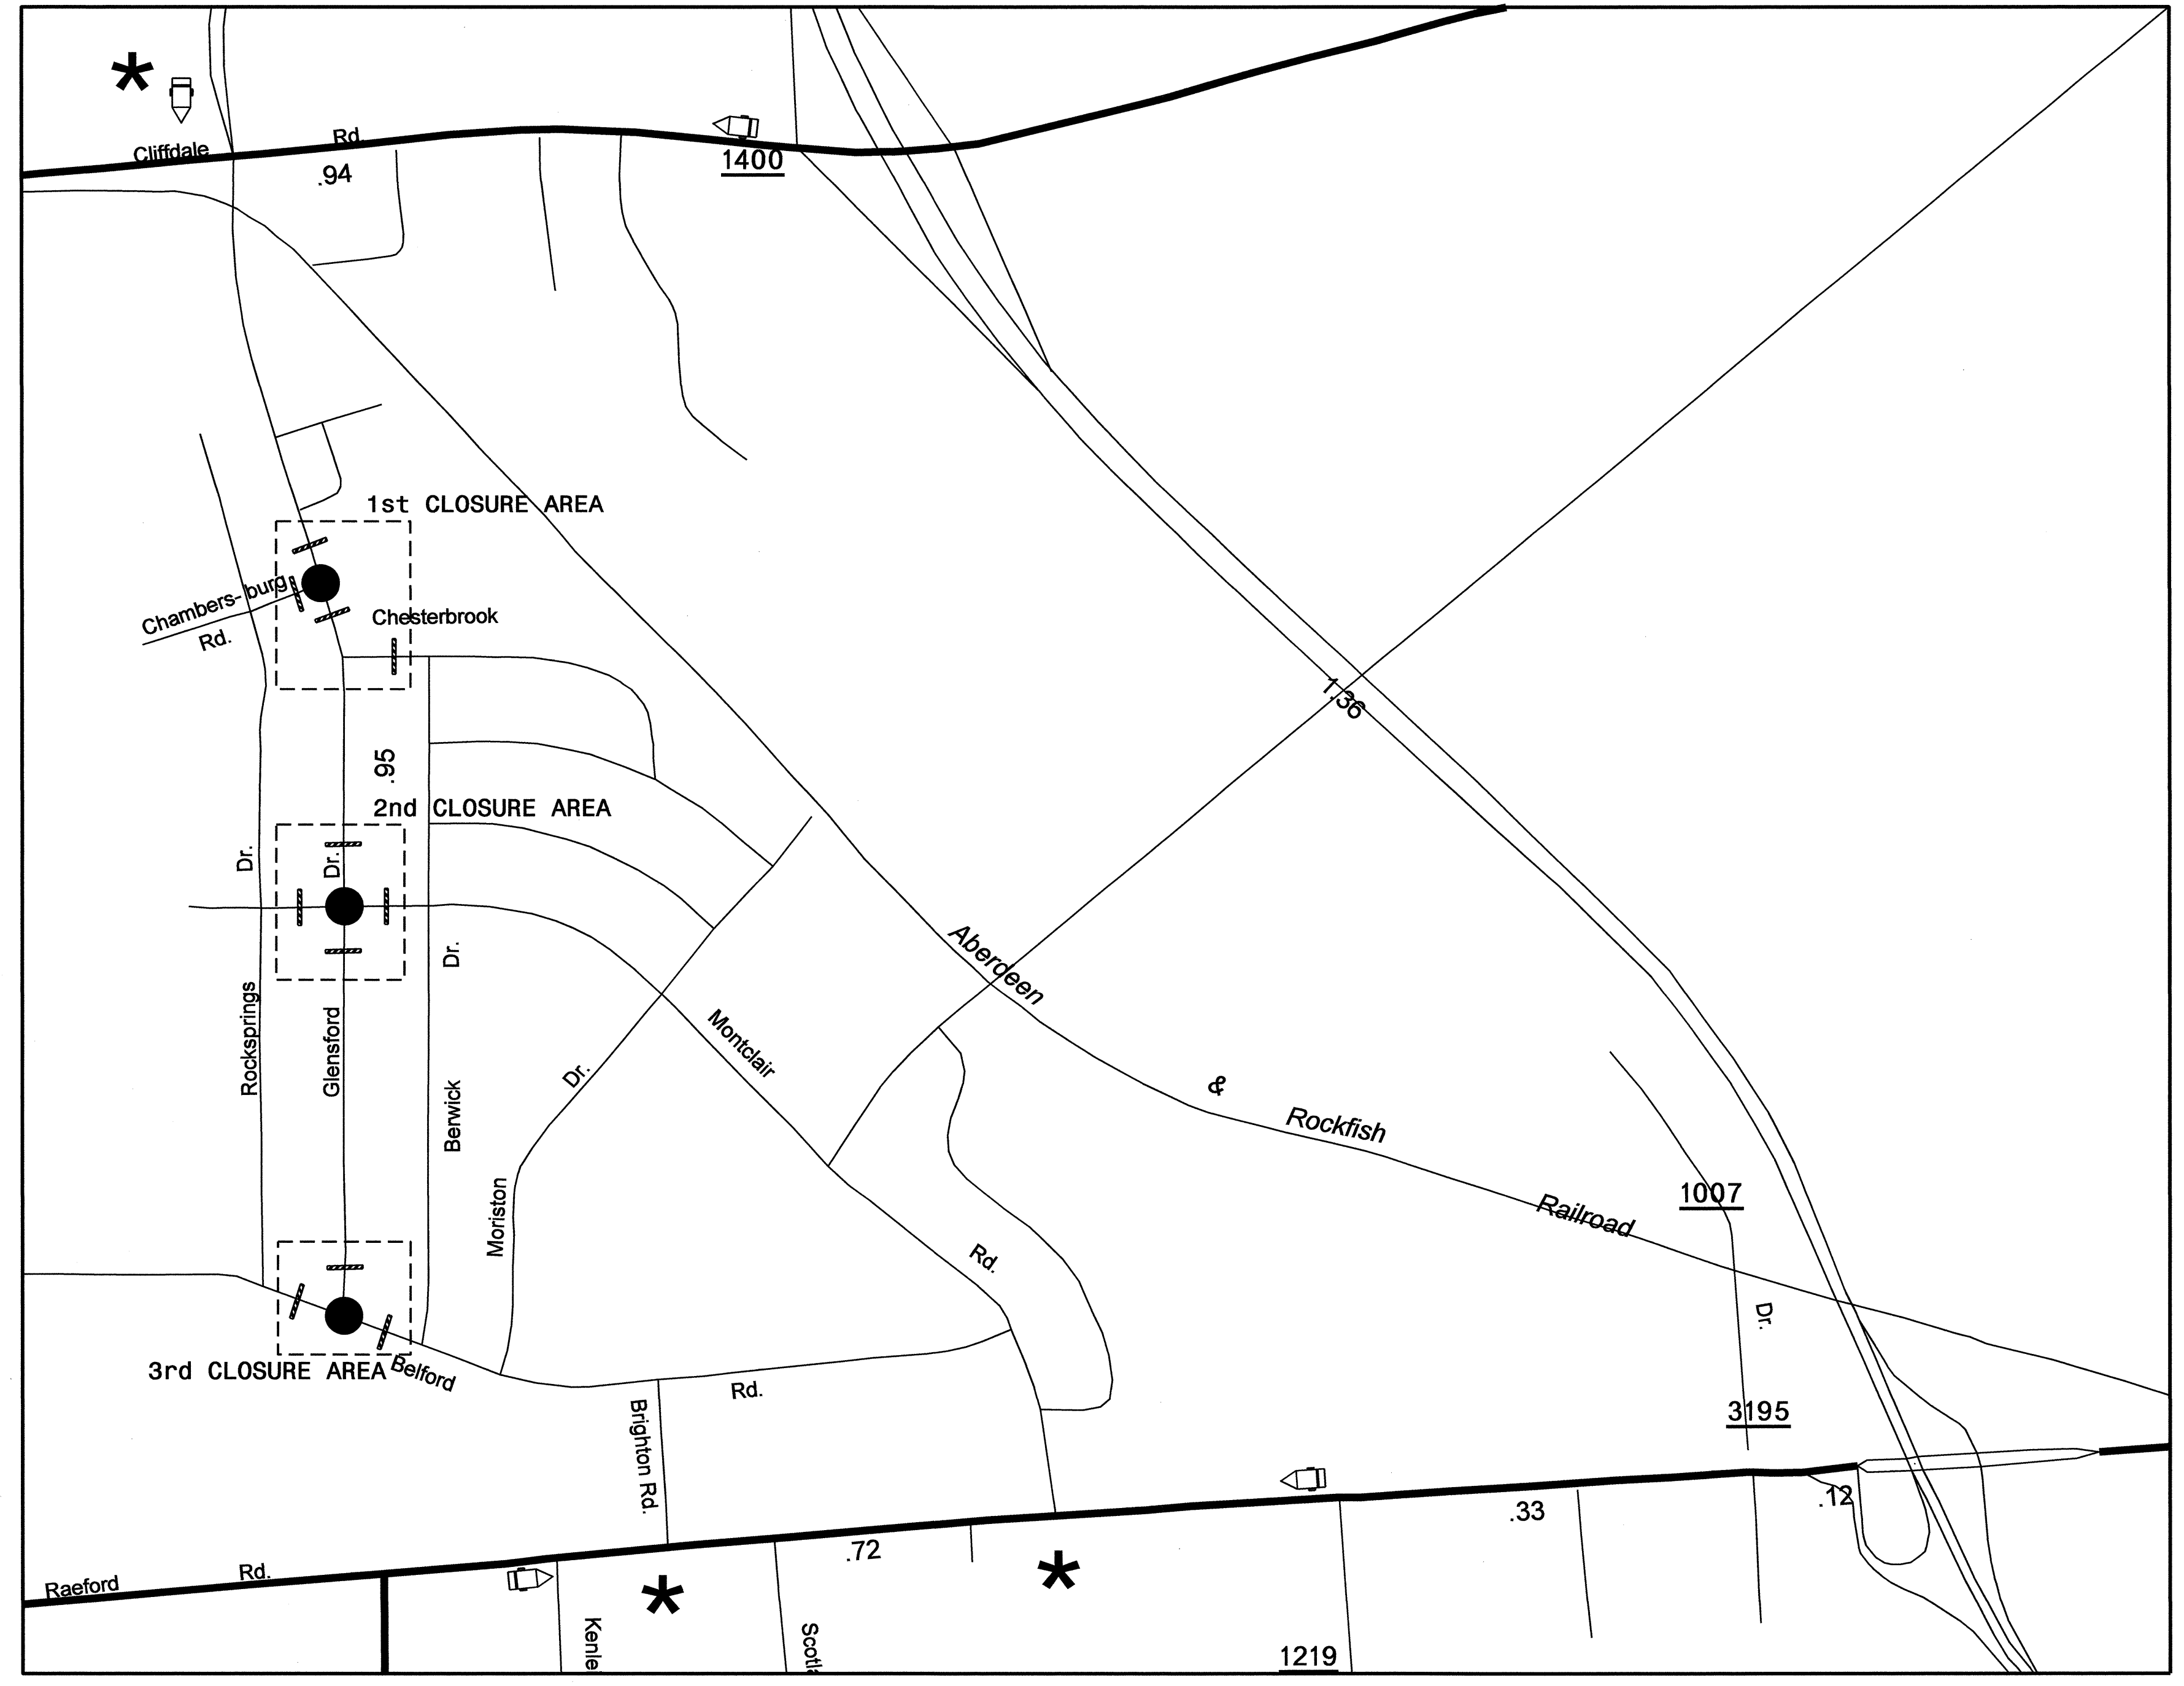 *
Cliffdale Rd.
.94
1400
1st CLOSURE AREA
Chambers- burg
Rd.
Chesterbrook
1.36
.95
2nd CLOSURE AREA
Dr.
Dr.
Dr.
Rocksprings
Glensford
Berwick
Aberdeen
&
Rockfish
Railroad
Montclair
Rd.
Dr.
Moriston
1007
Dr.
3rd CLOSURE AREA
Belford
Rd.
Brighton Rd.
3195
.12
.33
.72
*
*
Raeford Rd.
Kenle
Scotl
1219